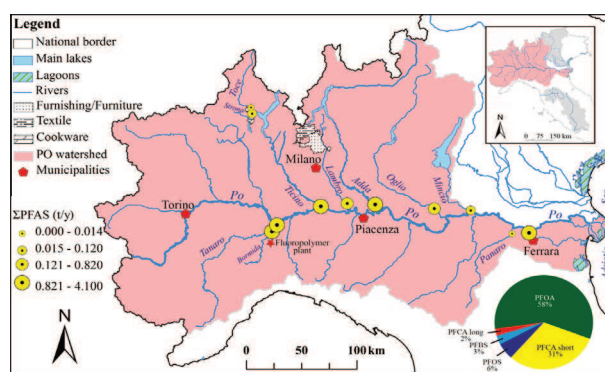 Legend
National border
Main lakes
Lagoons
Rivers
Furnishing/Furniture
Textile
Cookware
PO watershed
Municipalities
ΣPFAS (t/y)
0.000 - 0.014
0.015 - 0.120
0.121 - 0.820
0.821 - 4.100
N
0 25 50 100 km
N
0 75 150 km
Toce
Milano
Torino
Po
Ticino
Lambro
Adda
Oglio
Mincio
Piacenza
Po
Po
Tanaro
Bormida
Fluoropolymer
plant
Panaro
Ferrara
PFOA
58%
PFCA long
2%
PFBS
3%
PFOS
6%
PFCA short
31%